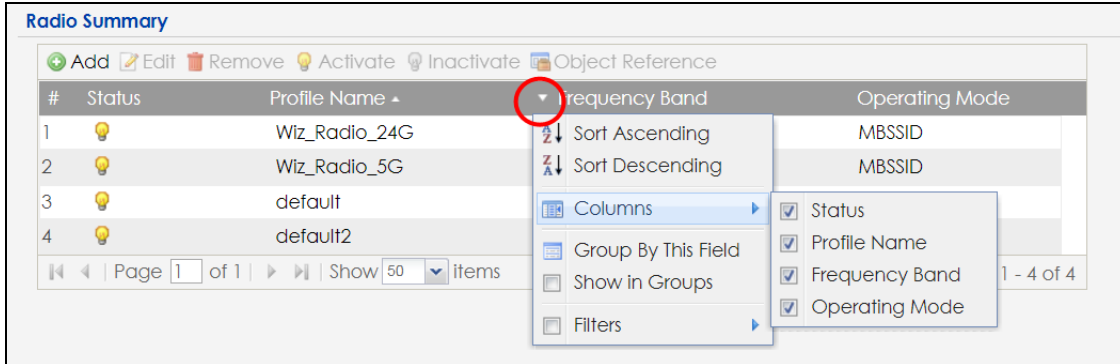 Radio Summary
Add Edit Remove Activate Inactivate Object Reference
# Status Profile Name Frequency Band Operating Mode
1 Wiz_Radio_24G MBSSID
2 Wiz_Radio_5G MBSSID
3 default
4 default2
Page 1 of 1 Show 50 items 1 - 4 of 4
Sort Ascending
Sort Descending
Columns
Group By This Field
Show in Groups
Filters
Status
Profile Name
Frequency Band
Operating Mode